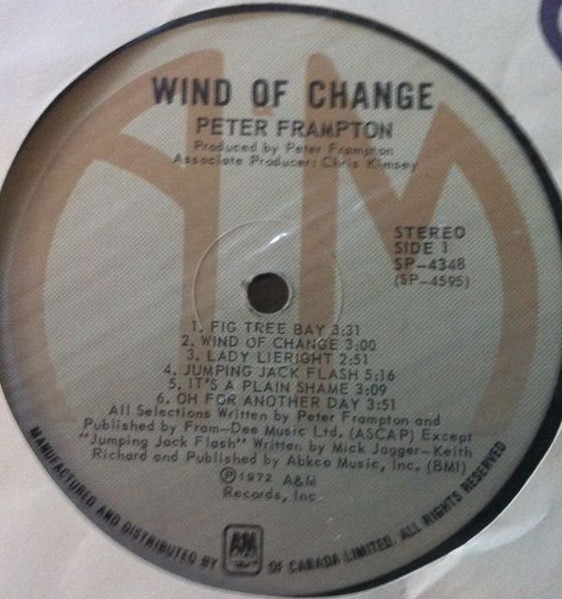 WIND OF CHANGE
PETER FRAMPTON
Produced by Peter Frampton
Associate Producer: Chris Kimsey
STEREO
SIDE 1
SP-4348
(SP-4595)
1. FIG TREE BAY 3:31
2. WIND OF CHANGE 3:00
3. LADY LIERIGHT 2:51
4. JUMPING JACK FLASH 5:16
5. IT'S A PLAIN SHAME 3:09
6. OH FOR ANOTHER DAY 3:51
All Selections Written by Peter Frampton and
Published by Fram-Dee Music Ltd. (ASCAP) Except
"Jumping Jack Flash" Written by Mick Jagger-Keith
Richard and Published by Abkco Music, Inc. (BMI)
Ⓟ1972 A&M
Records, Inc.
MANUFACTURED AND DISTRIBUTED BY A&M OF CANADA LIMITED. ALL RIGHTS RESERVED